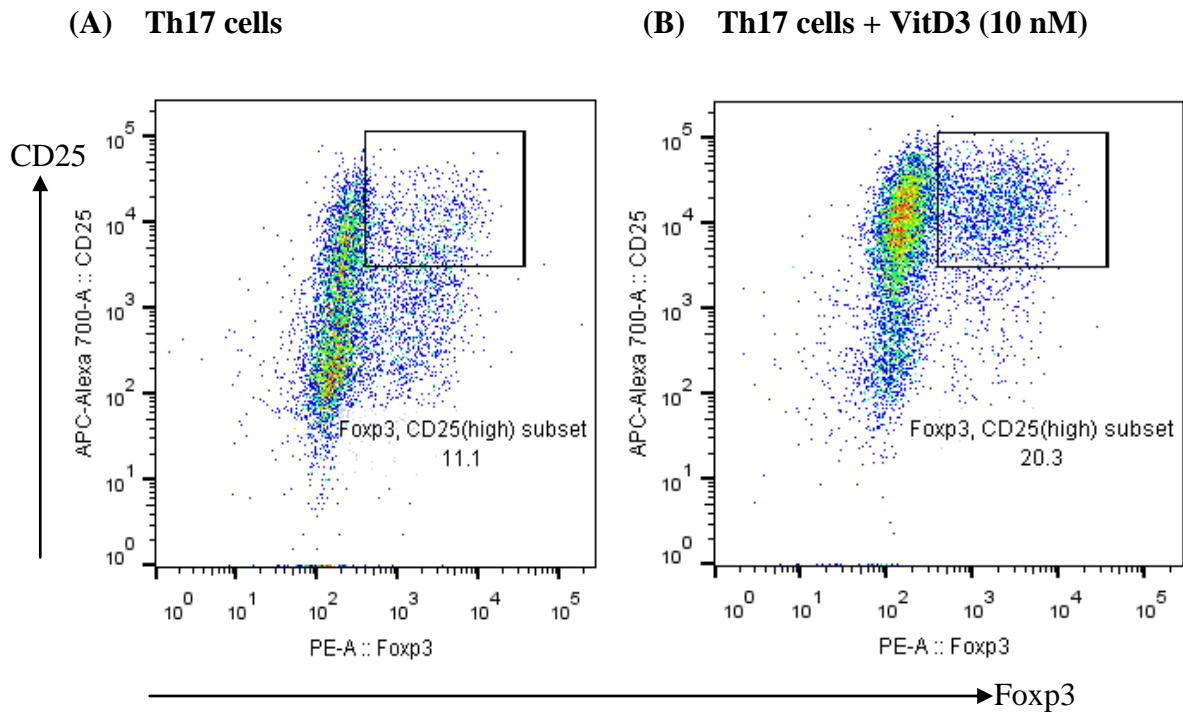 (A) Th17 cells
(B) Th17 cells + VitD3 (10 nM)
CD25
APC-Alexa 700-A :: CD25
10^5
10^4
10^3
10^2
10^1
10^0
Foxp3, CD25(high) subset
11.1
10^0 10^1 10^2 10^3 10^4 10^5
PE-A :: Foxp3
APC-Alexa 700-A :: CD25
10^5
10^4
10^3
10^2
10^1
10^0
Foxp3, CD25(high) subset
20.3
10^0 10^1 10^2 10^3 10^4 10^5
PE-A :: Foxp3
Foxp3